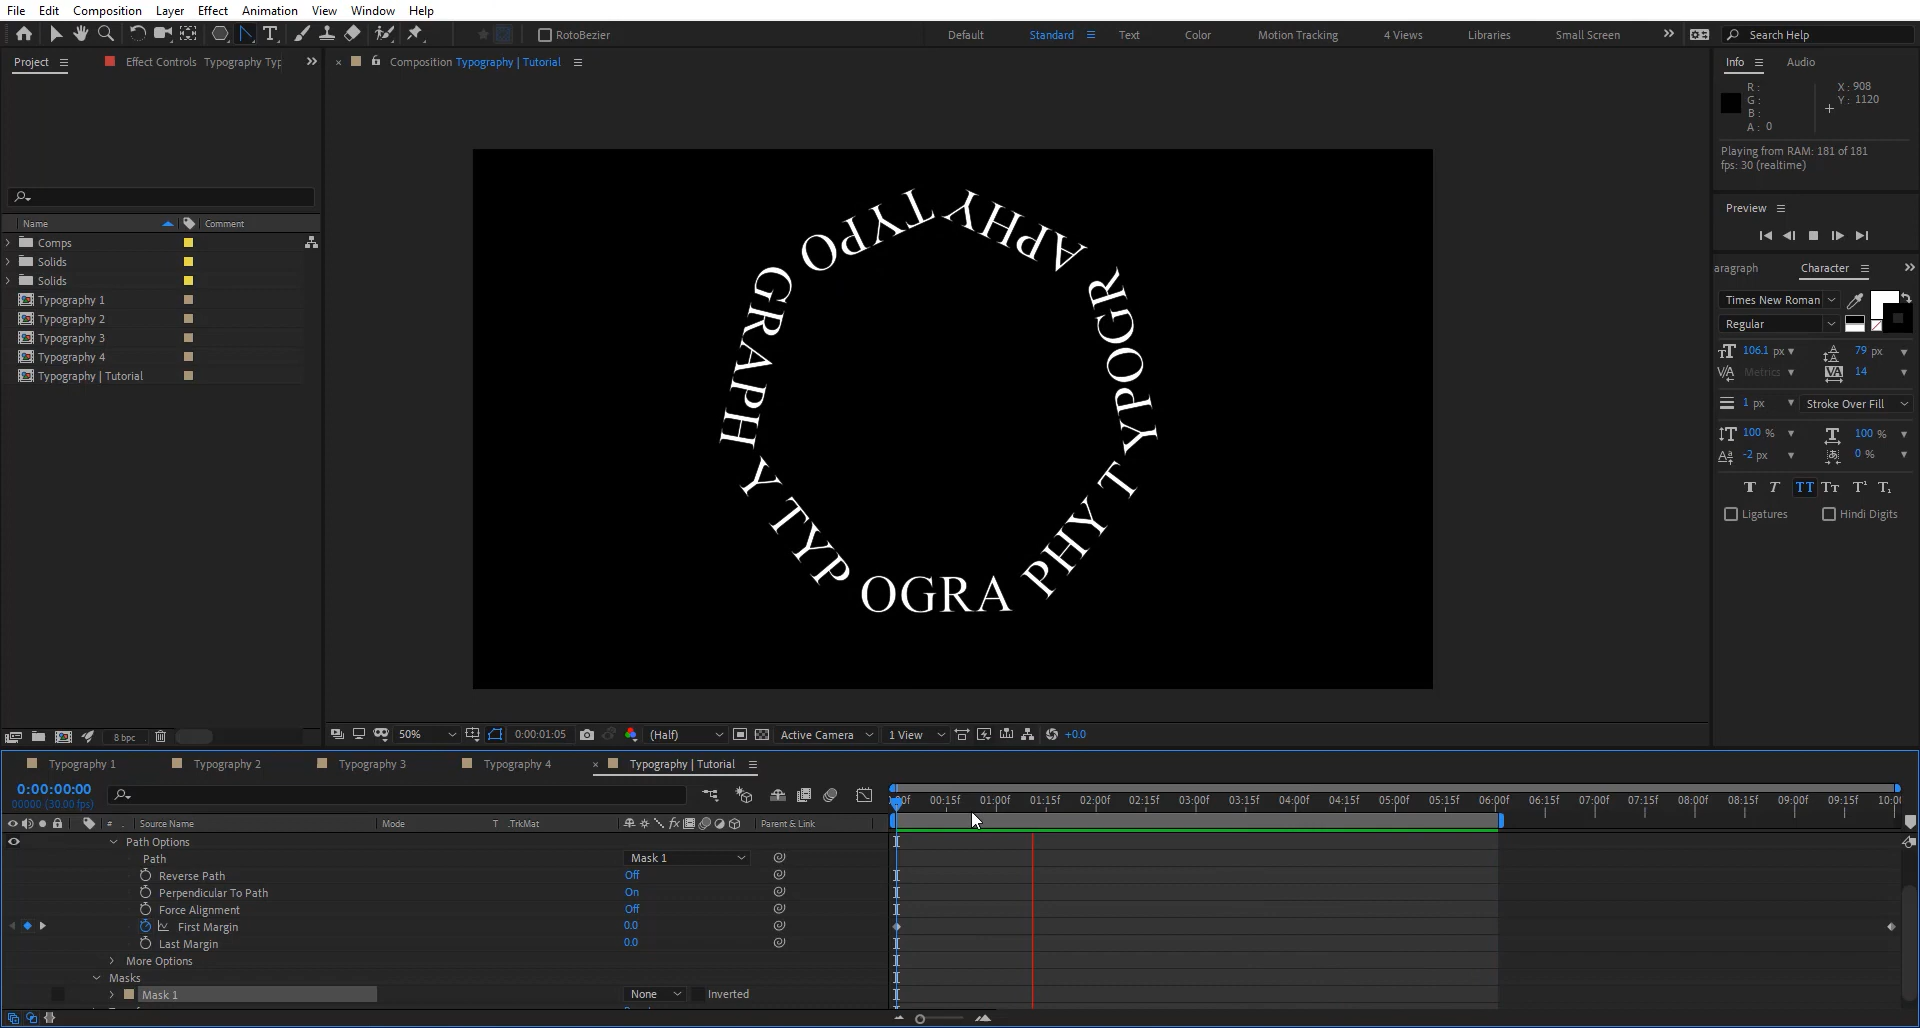 File Edit Composition Layer Effect Animation View Window Help
RotoBezier
Default Standard Text Color Motion Tracking 4 Views Libraries Small Screen
Search Help
Project Effect Controls Typography Typ
Composition Typography | Tutorial
Info Audio
R :
G :
B :
A : 0
X : 908
Y : 1120
Playing from RAM: 181 of 181
fps: 30 (realtime)
Preview
Name Comment
Comps
Solids
Solids
Typography 1
Typography 2
Typography 3
Typography 4
Typography | Tutorial
aragraph Character
Times New Roman
Regular
106.1 px 79 px
Metrics 14
1 px Stroke Over Fill
100 % 100 %
-2 px 0 %
Ligatures Hindi Digits
TYPOGRAPHY TYPOGRAPHY TYPOGRAPHY
8 bpc
50% 0:00:01:05 (Half) Active Camera 1 View +0.0
Typography 1 Typography 2 Typography 3 Typography 4 Typography | Tutorial
0:00:00:00
00000 (30.00 fps)
00:15f 01:00f 01:15f 02:00f 02:15f 03:00f 03:15f 04:00f 04:15f 05:00f 05:15f 06:00f 06:15f 07:00f 07:15f 08:00f 08:15f 09:00f 09:15f 10:0
# Source Name Mode T .TrkMat Parent & Link
Path Options
Path Mask 1
Reverse Path Off
Perpendicular To Path On
Force Alignment Off
First Margin 0.0
Last Margin 0.0
More Options
Masks
Mask 1 None Inverted